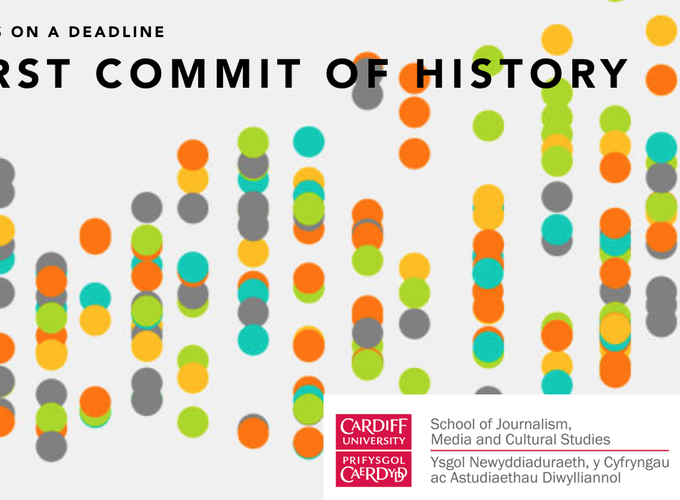 S ON A DEADLINE
RST COMMIT OF HISTORY
CARDIFF
UNIVERSITY
PRIFYSGOL
CAERDYDD
School of Journalism,
Media and Cultural Studies
Ysgol Newyddiaduraeth, y Cyfryngau
ac Astudiaethau Diwylliannol